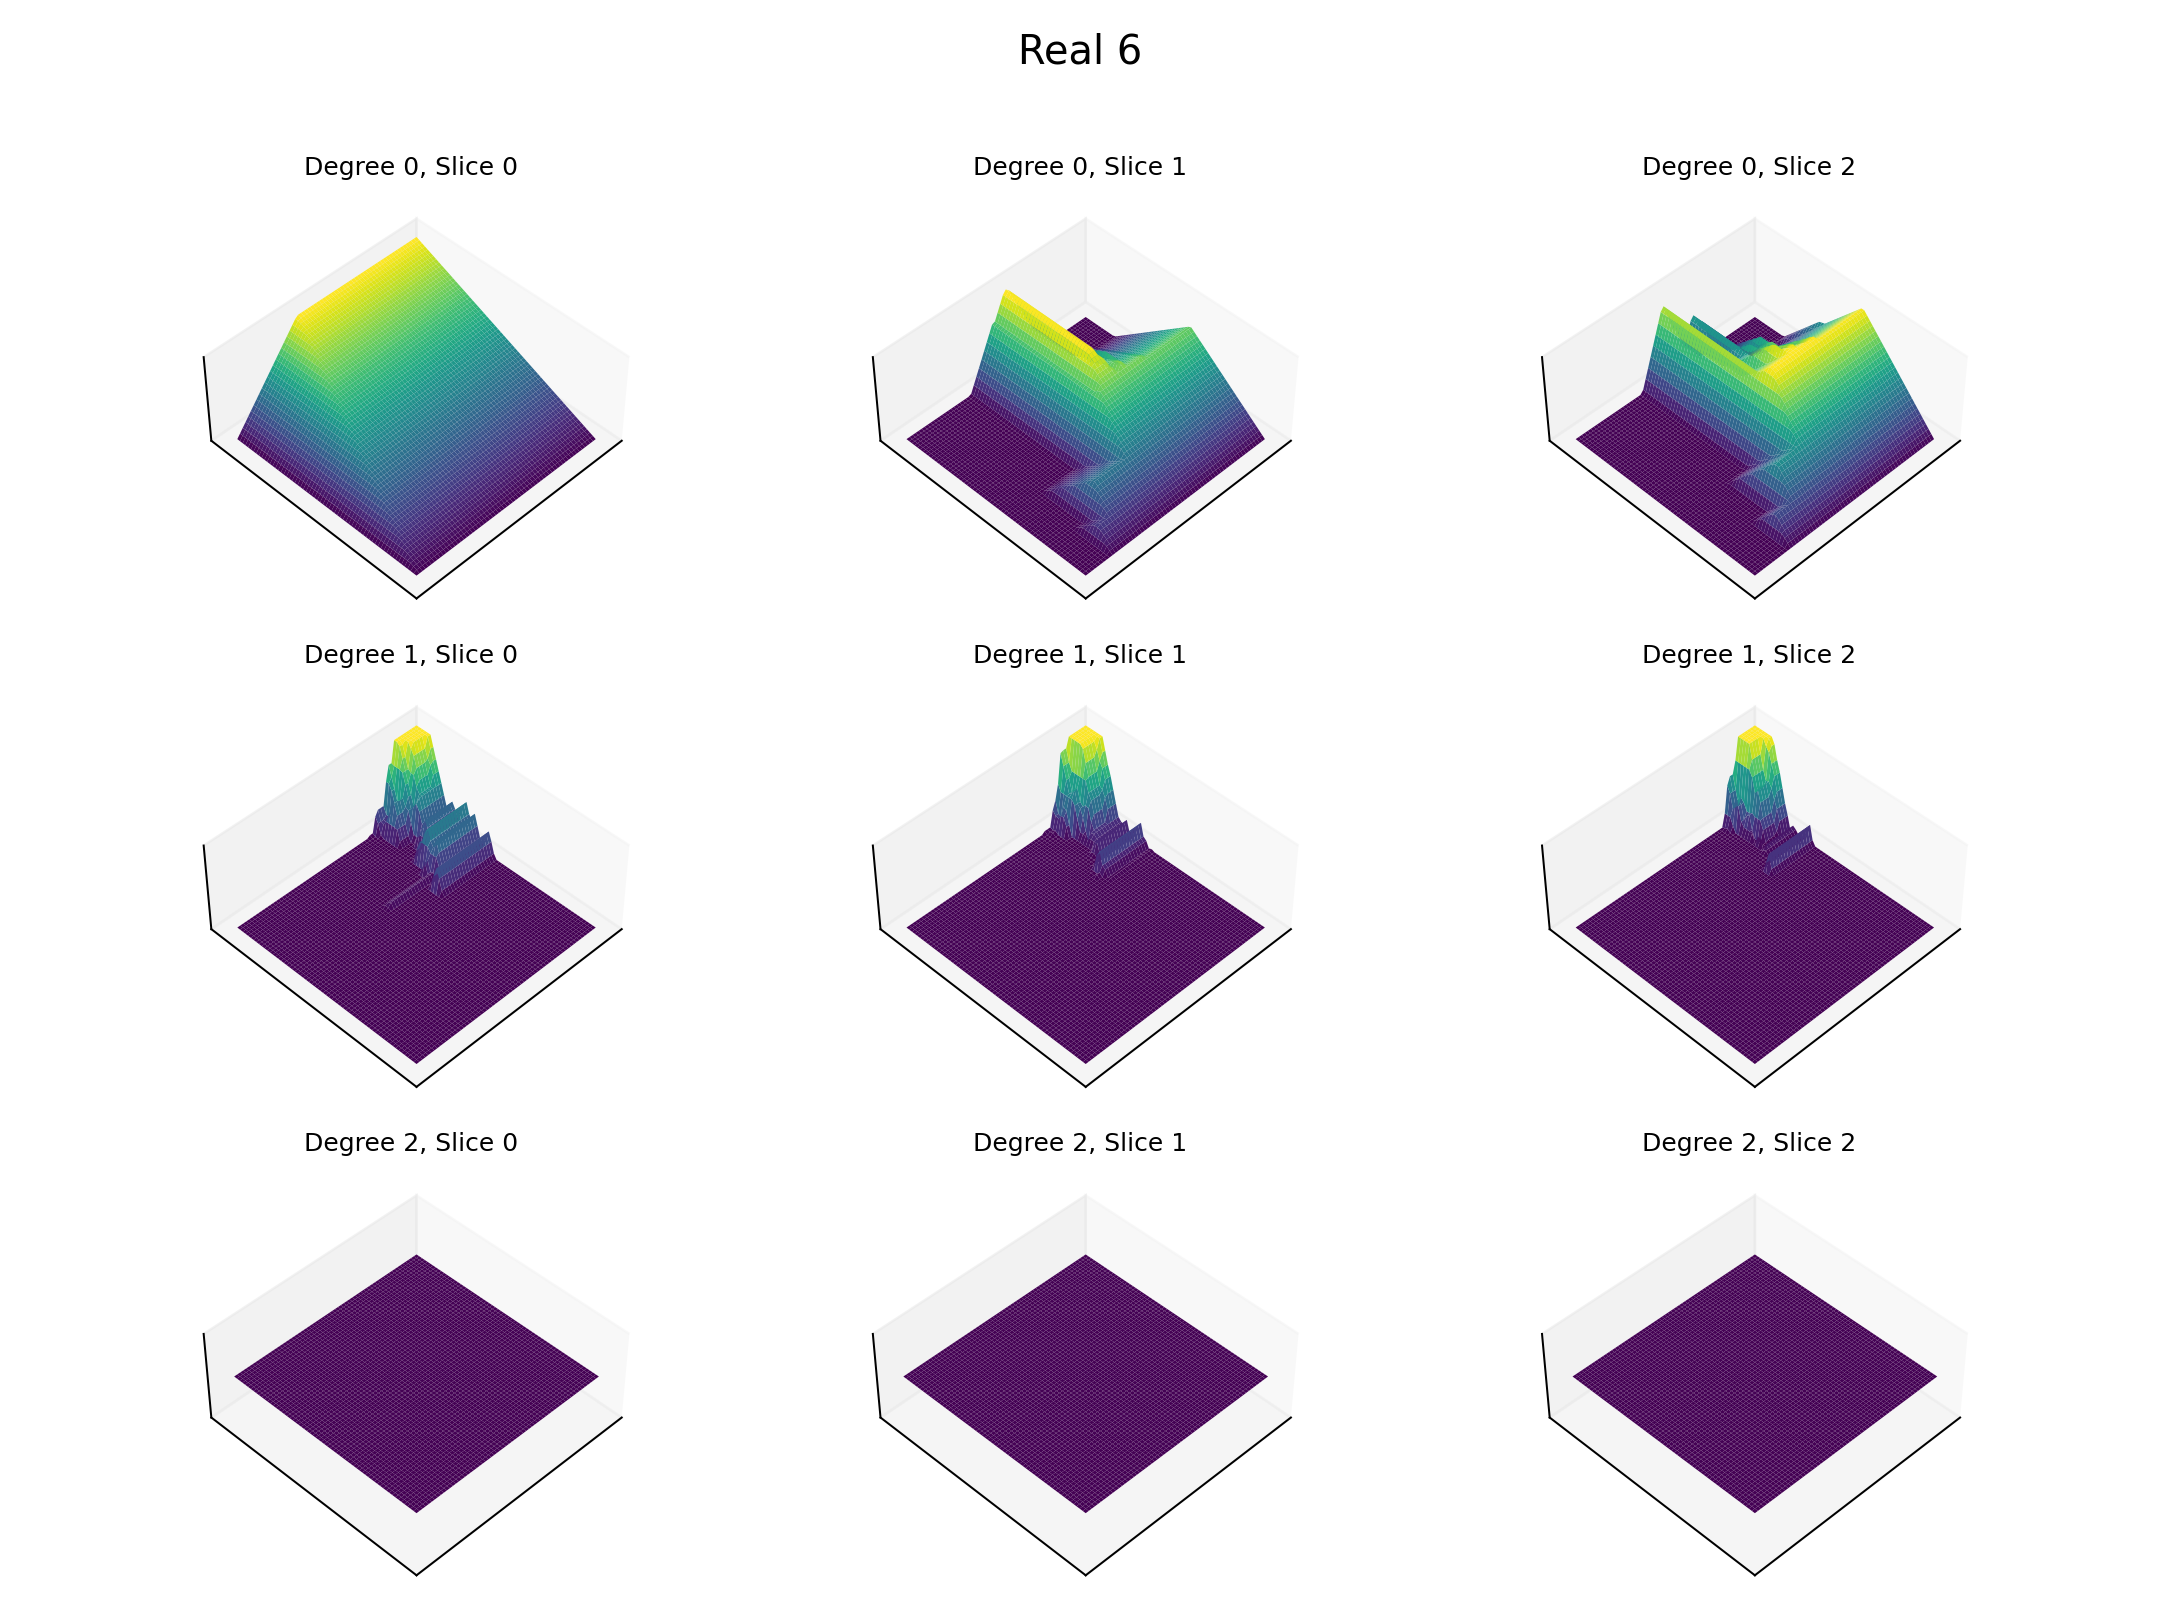 Real 6
Degree 0, Slice 0
Degree 0, Slice 1
Degree 0, Slice 2
Degree 1, Slice 0
Degree 1, Slice 1
Degree 1, Slice 2
Degree 2, Slice 0
Degree 2, Slice 1
Degree 2, Slice 2